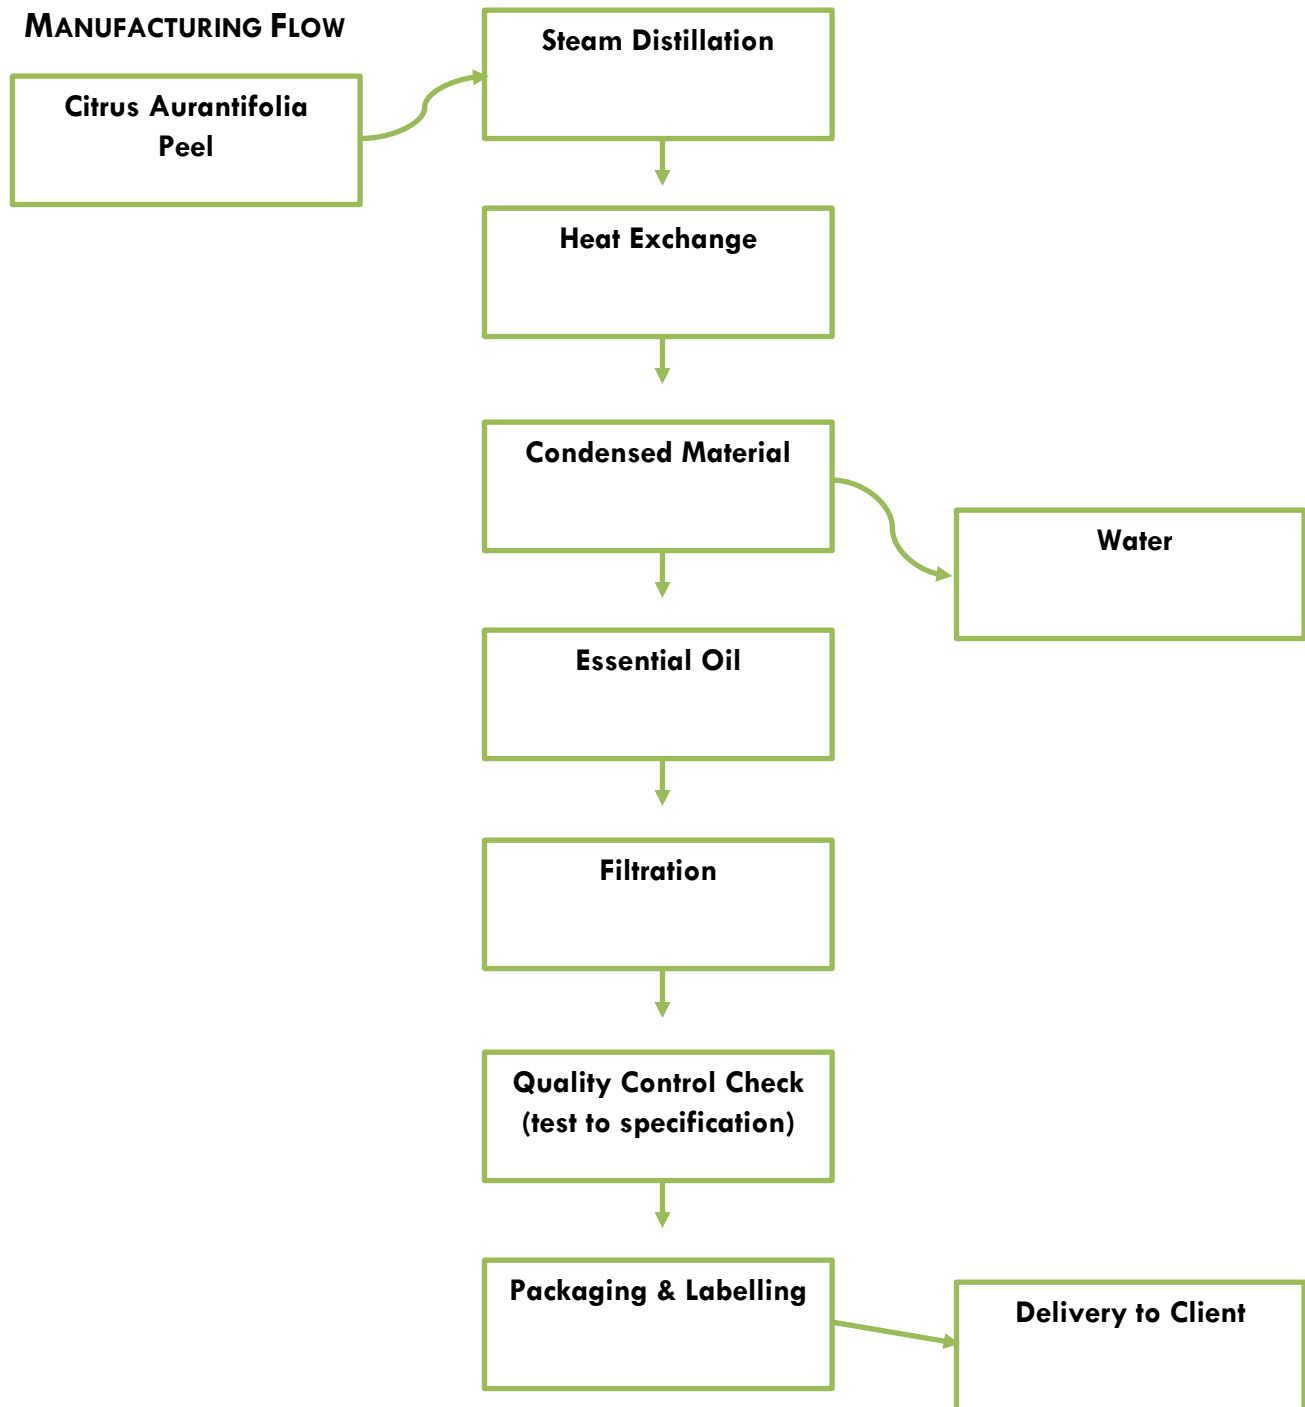 MANUFACTURING FLOW
Citrus Aurantifolia
Peel
Steam Distillation
Heat Exchange
Condensed Material
Water
Essential Oil
Filtration
Quality Control Check
(test to specification)
Packaging & Labelling
Delivery to Client